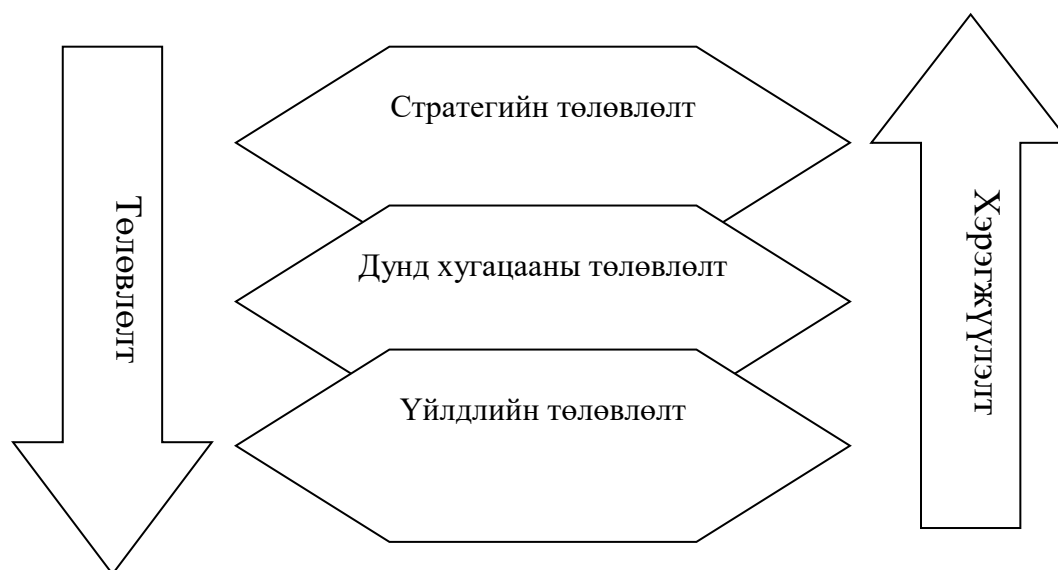 Төлөвлөлт
Стратегийн төлөвлөлт
Дунд хугацааны төлөвлөлт
Үйлдлийн төлөвлөлт
Хэрэгжүүлэлт